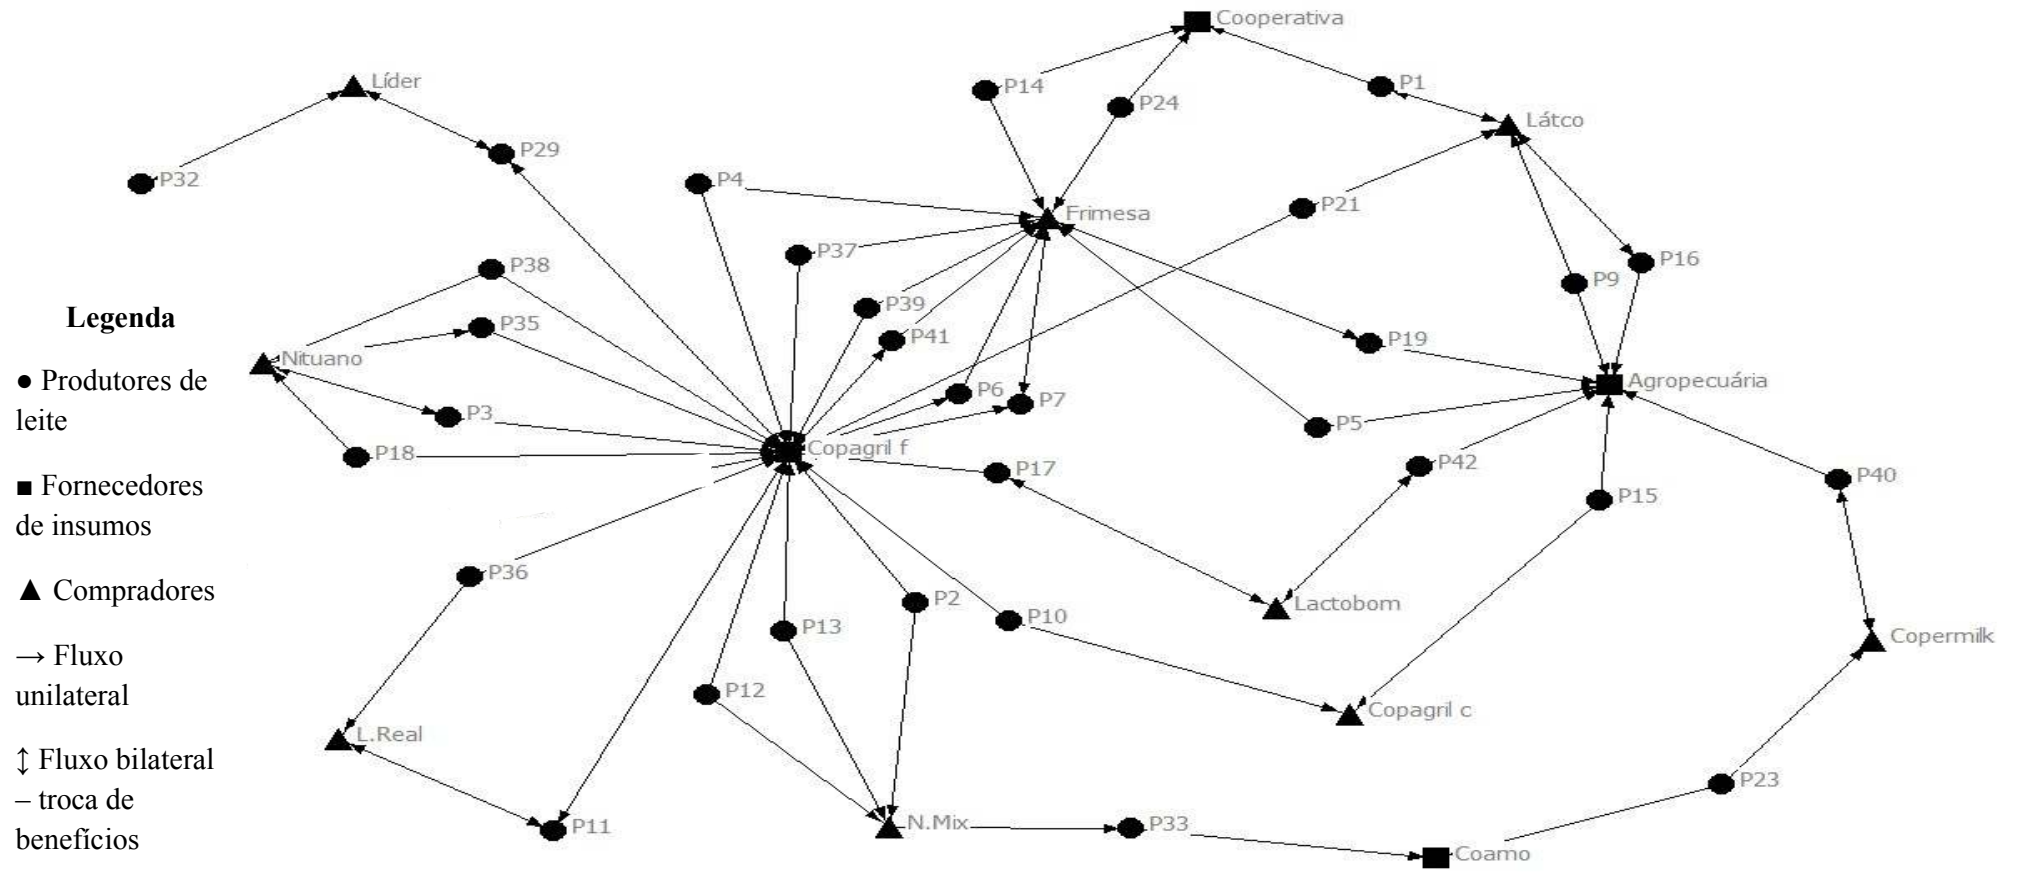 Cooperativa
Líder
P14
P1
P24
Látco
P29
P32
P4
Frimesa
P21
P37
P38
P16
P9
Legenda
P39
P35
P41
P19
Nituano
● Produtores de
leite
P6
P7
Agropecuária
P3
P5
P18
Copagril f
P17
P42
P40
P15
■ Fornecedores
de insumos
P36
▲ Compradores
P2
Lactobom
P13
P10
Copermilk
→ Fluxo
unilateral
P12
Copagril c
L.Real
↕ Fluxo bilateral
– troca de
benefícios
P23
P11
N.Mix
P33
Coamo